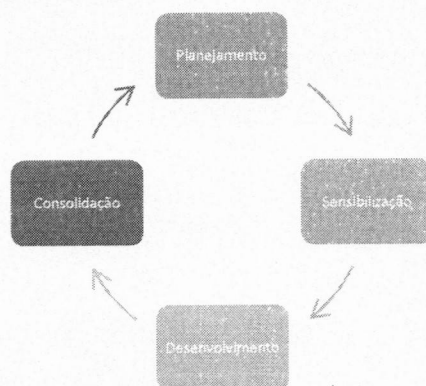 Planejamento
Sensibilização
Desenvolvimento
Consolidação